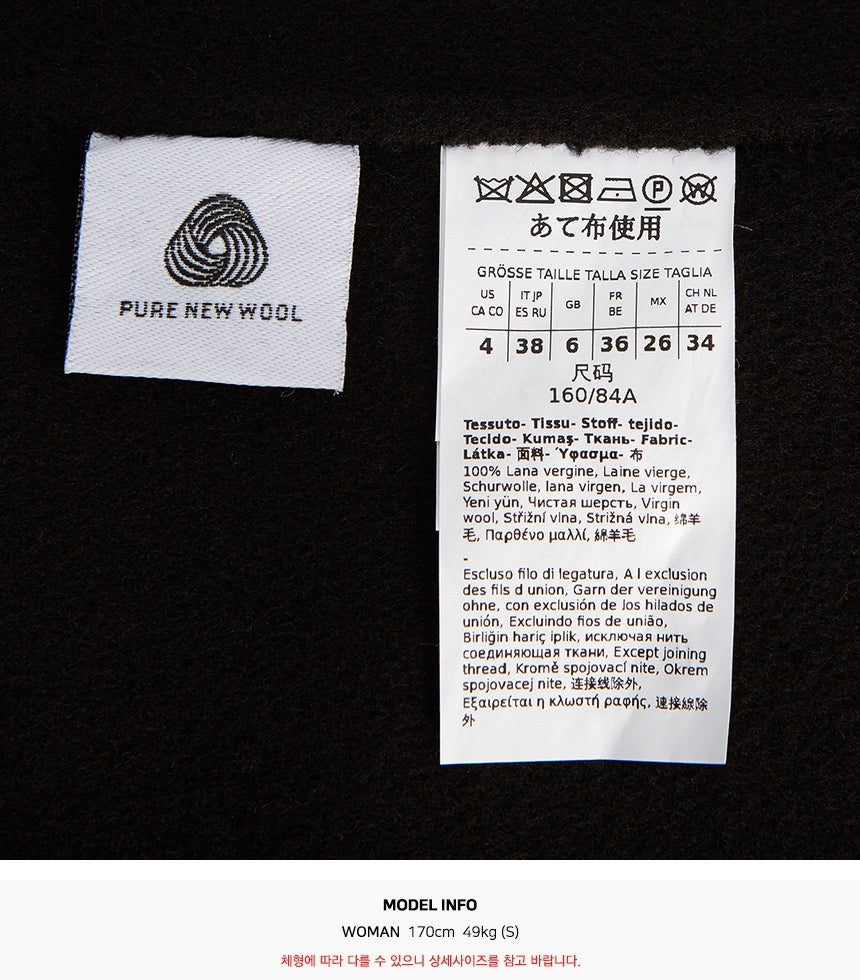 PURE NEW WOOL
P W
あて布使用
GRÖSSE TAILLE TALLA SIZE TAGLIA
US CA CO IT JP ES RU GB FR BE MX CH NL AT DE
4 38 6 36 26 34
尺码
160/84A
Tessuto- Tissu- Stoff- tejido-
Tecido- Kumaş- Ткань- Fabric-
Látka- 面料- Ύφασμα- 布
100% Lana vergine, Laine vierge,
Schurwolle, lana virgen, La virgem,
Yeni yün, Чистая шерсть, Virgin
wool, Střižní vlna, Strižná vlna, 绵羊
毛, Παρθένο μαλλί, 綿羊毛
-
Escluso filo di legatura, A l exclusion
des fils d union, Garn der vereinigung
ohne, con exclusión de los hilados de
unión, Excluindo fios de união,
Birliğin hariç iplik, исключая нить
соединяющая ткани, Except joining
thread, Kromě spojovací nite, Okrem
spojovacej nite, 连接线除外,
Εξαιρείται η κλωστή ραφής, 連接線除
外
MODEL INFO
WOMAN 170cm 49kg (S)
체형에 따라 다를 수 있으니 상세사이즈를 참고 바랍니다.